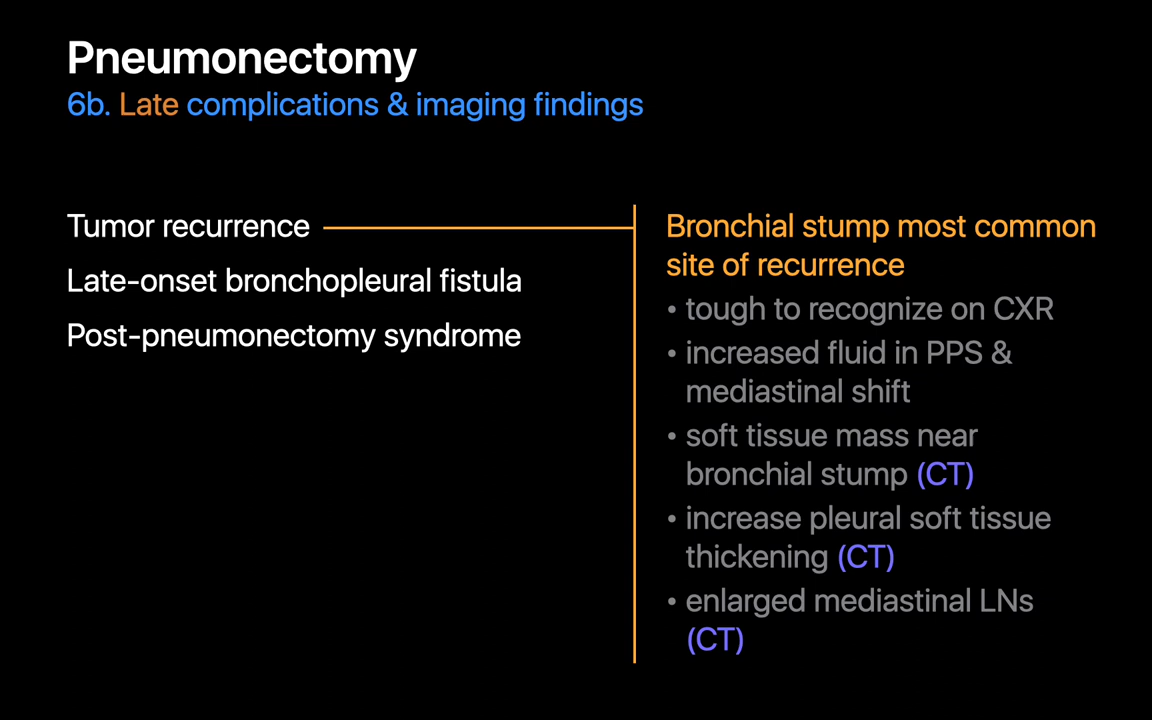 Pneumonectomy
6b. Late complications & imaging findings
Tumor recurrence
Late-onset bronchopleural fistula
Post-pneumonectomy syndrome
Bronchial stump most common
site of recurrence
• tough to recognize on CXR
• increased fluid in PPS &
mediastinal shift
• soft tissue mass near
bronchial stump (CT)
• increase pleural soft tissue
thickening (CT)
• enlarged mediastinal LNs
(CT)